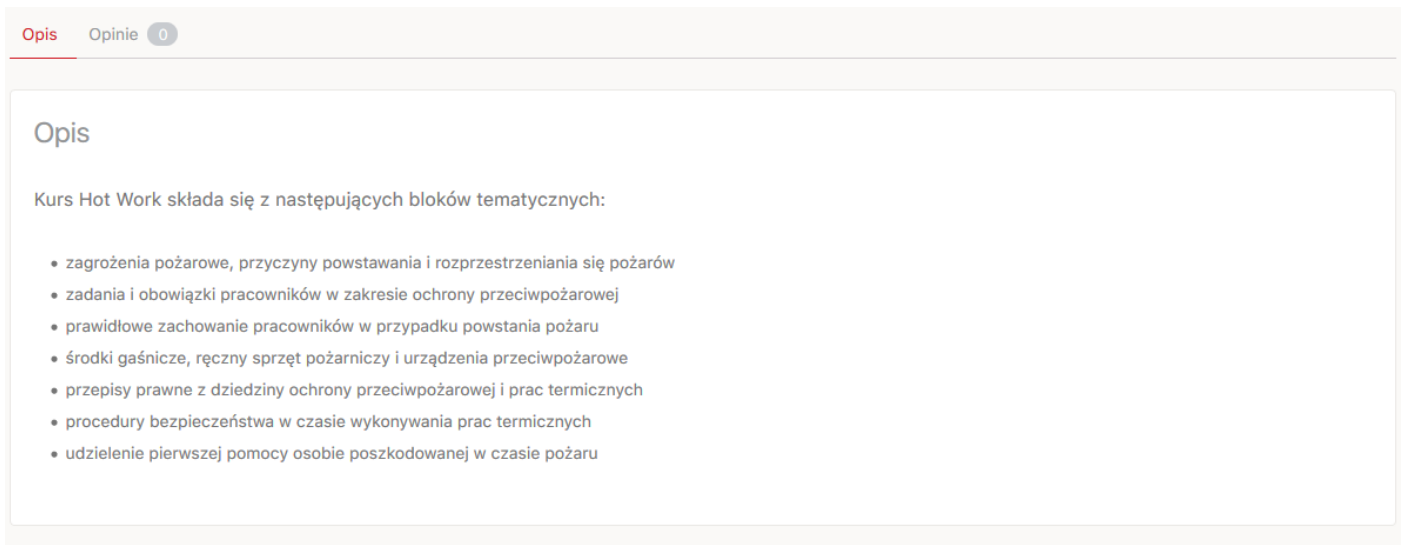 Opis Opinie 0
Opis
Kurs Hot Work składa się z następujących bloków tematycznych:
• zagrożenia pożarowe, przyczyny powstawania i rozprzestrzeniania się pożarów
• zadania i obowiązki pracowników w zakresie ochrony przeciwpożarowej
• prawidłowe zachowanie pracowników w przypadku powstania pożaru
• środki gaśnicze, ręczny sprzęt pożarniczy i urządzenia przeciwpożarowe
• przepisy prawne z dziedziny ochrony przeciwpożarowej i prac termicznych
• procedury bezpieczeństwa w czasie wykonywania prac termicznych
• udzielenie pierwszej pomocy osobie poszkodowanej w czasie pożaru